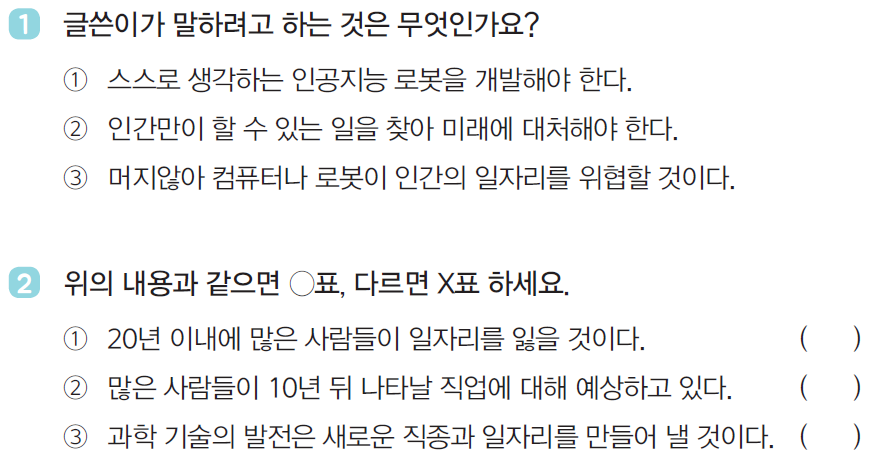 1 글쓴이가 말하려고 하는 것은 무엇인가요?
① 스스로 생각하는 인공지능 로봇을 개발해야 한다.
② 인간만이 할 수 있는 일을 찾아 미래에 대처해야 한다.
③ 머지않아 컴퓨터나 로봇이 인간의 일자리를 위협할 것이다.
2 위의 내용과 같으면 ◯표, 다르면 X표 하세요.
① 20년 이내에 많은 사람들이 일자리를 잃을 것이다. ( )
② 많은 사람들이 10년 뒤 나타날 직업에 대해 예상하고 있다. ( )
③ 과학 기술의 발전은 새로운 직종과 일자리를 만들어 낼 것이다. ( )